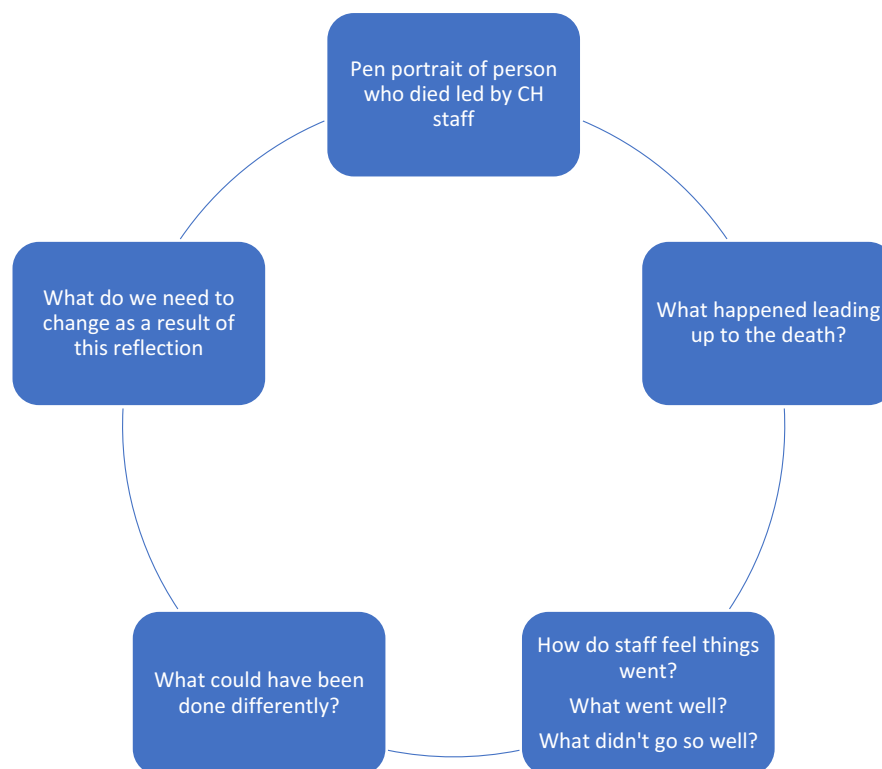 Pen portrait of person
who died led by CH
staff
What happened leading
up to the death?
How do staff feel things
went?
What went well?
What didn't go so well?
What could have been
done differently?
What do we need to
change as a result of
this reflection